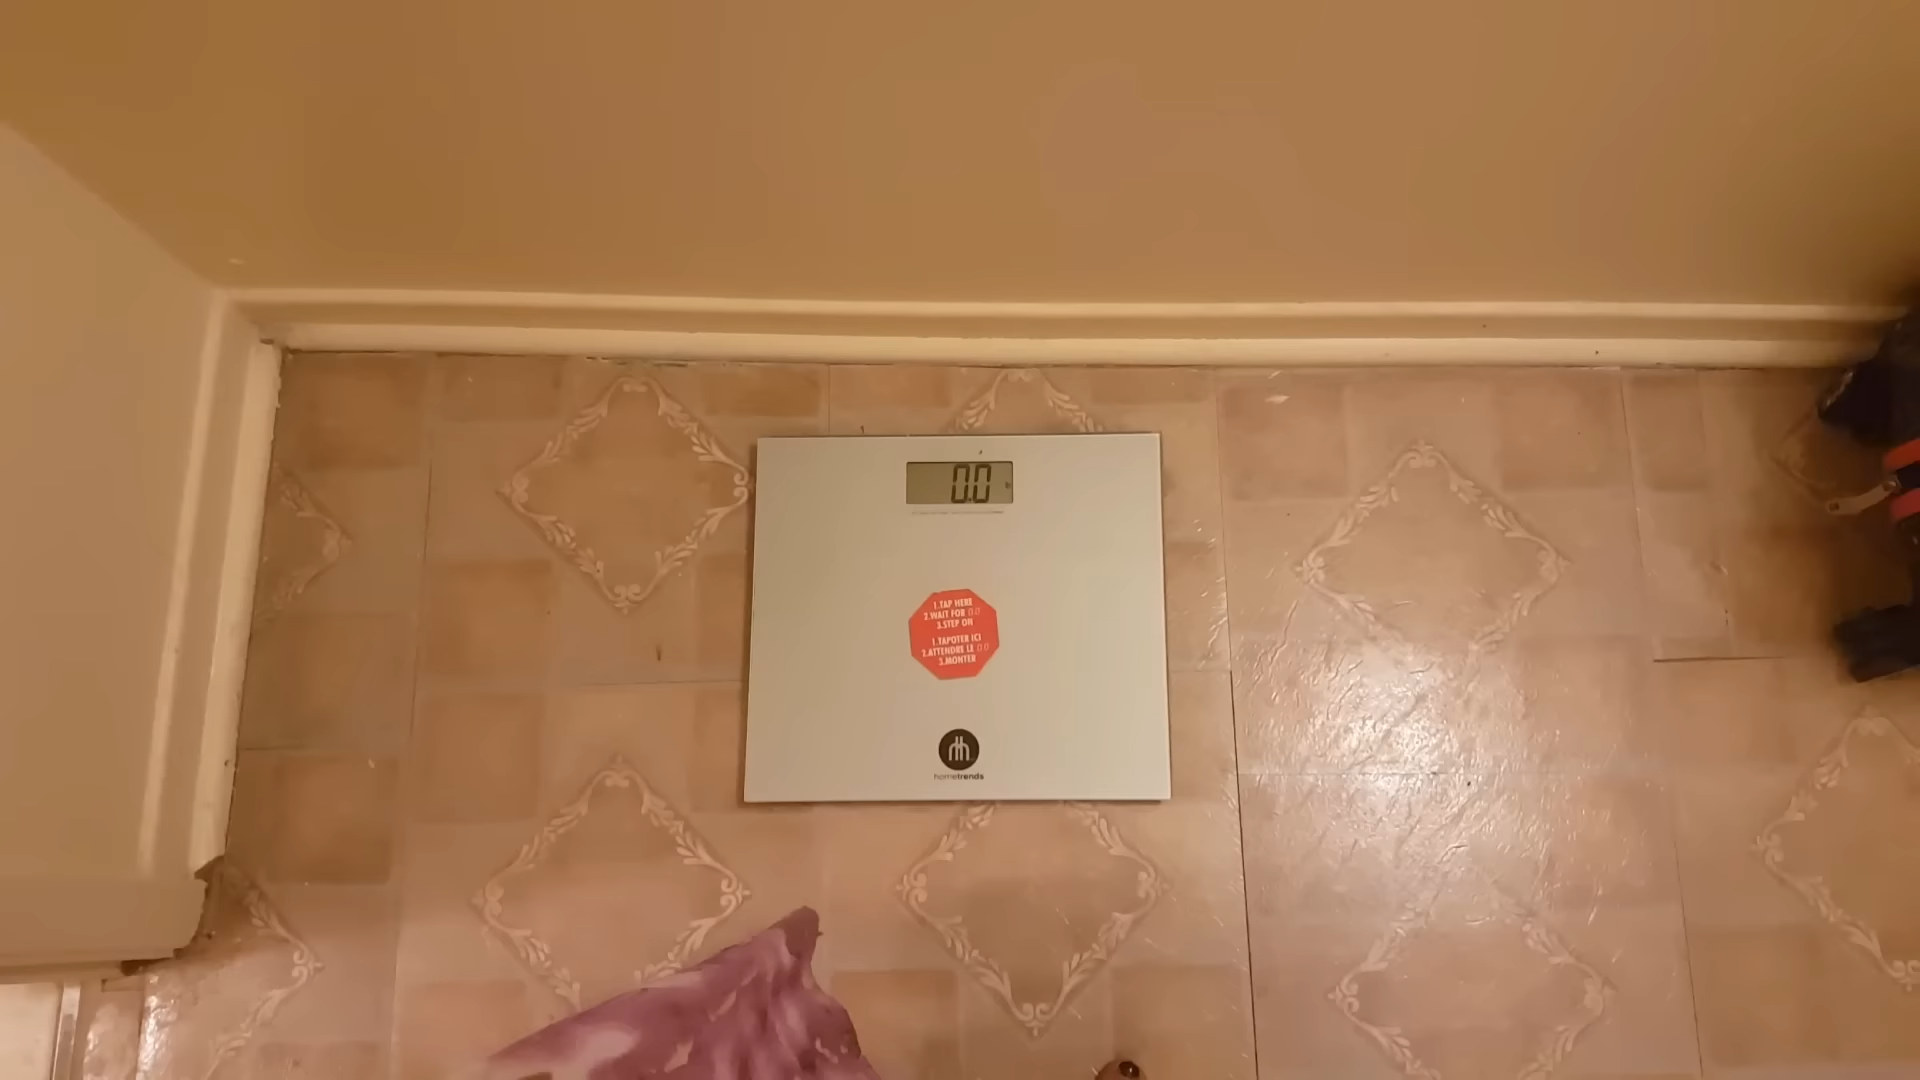 0.0
1.TAP HERE
2.WAIT FOR 0.0
3.STEP ON
1.TAPOTER ICI
2.ATTENDRE LE 0.0
3.MONTER
hometrends